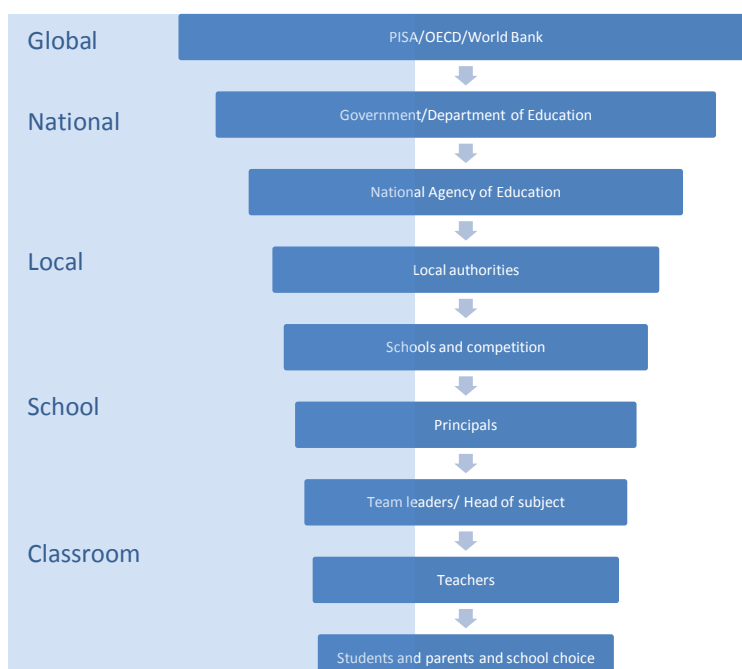 Global
PISA/OECD/World Bank
National
Government/Department of Education
National Agency of Education
Local
Local authorities
Schools and competition
School
Principals
Team leaders/ Head of subject
Classroom
Teachers
Students and parents and school choice